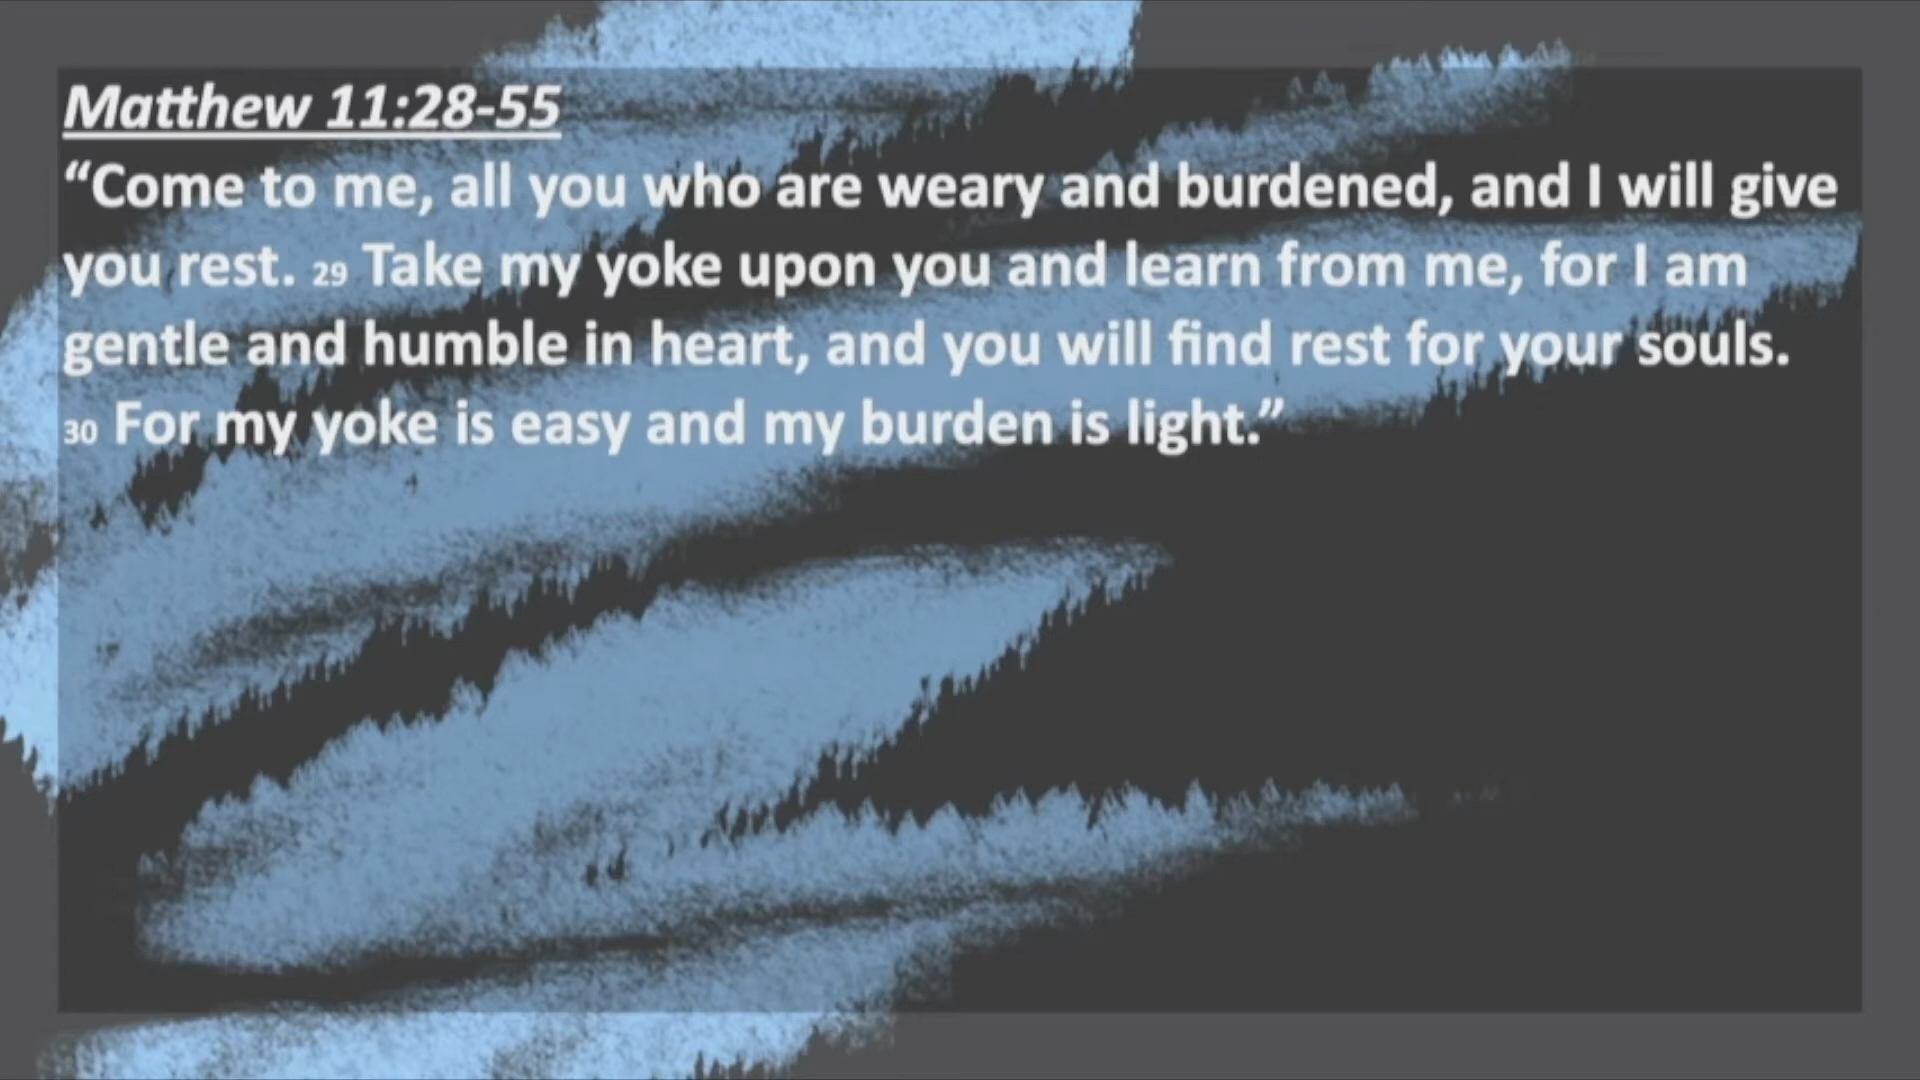 Matthew 11:28-55
“Come to me, all you who are weary and burdened, and I will give
you rest. 29 Take my yoke upon you and learn from me, for I am
gentle and humble in heart, and you will find rest for your souls.
30 For my yoke is easy and my burden is light.”